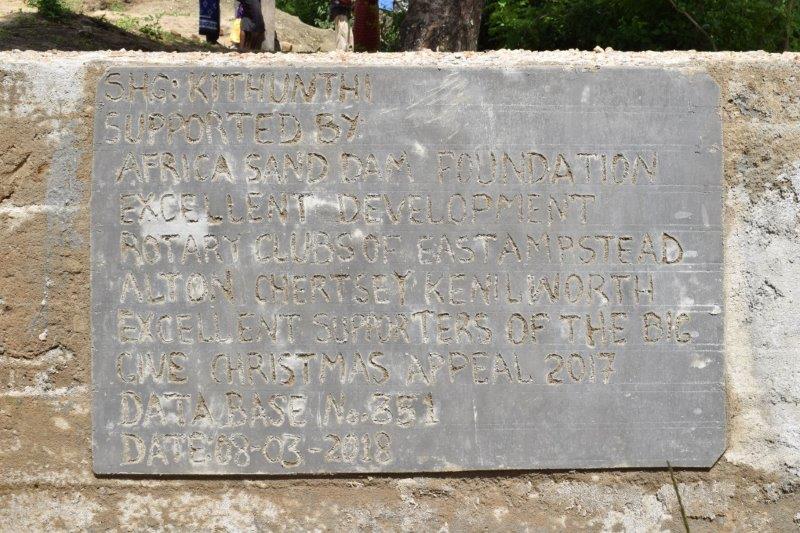 SHG: KITHUNTHI
SUPPORTED BY
AFRICA SAND DAM FOUNDATION
EXCELLENT DEVELOPMENT
ROTARY CLUBS OF EASTAMPSTEAD
ALTON CHERTSEY KENILWORTH
EXCELLENT SUPPORTERS OF THE BIG
GIVE CHRISTMAS APPEAL 2017
DATA BASE No. 351
DATE: 08-03-2018